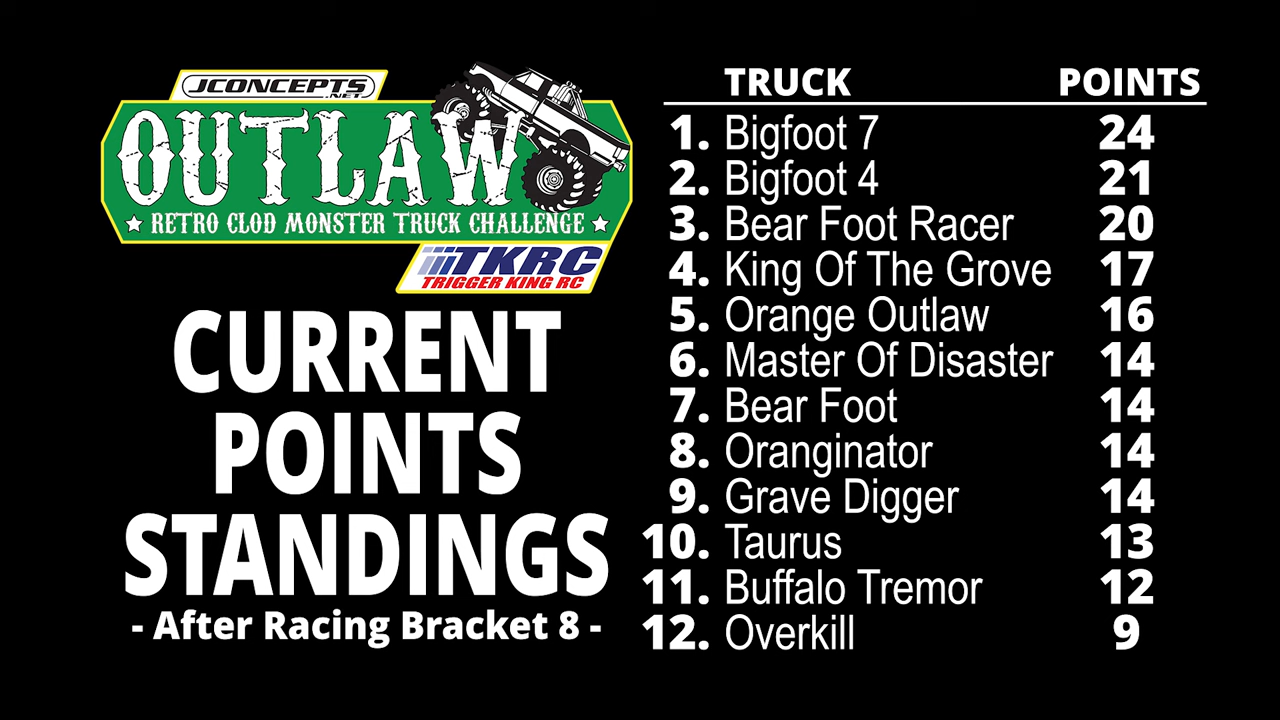 JCONCEPTS
.NET
OUTLAW
★ RETRO CLOD MONSTER TRUCK CHALLENGE ★
TKRC
TRIGGER KING RC
CURRENT
POINTS
STANDINGS
- After Racing Bracket 8 -
TRUCK POINTS
1. Bigfoot 7 24
2. Bigfoot 4 21
3. Bear Foot Racer 20
4. King Of The Grove 17
5. Orange Outlaw 16
6. Master Of Disaster 14
7. Bear Foot 14
8. Oranginator 14
9. Grave Digger 14
10. Taurus 13
11. Buffalo Tremor 12
12. Overkill 9